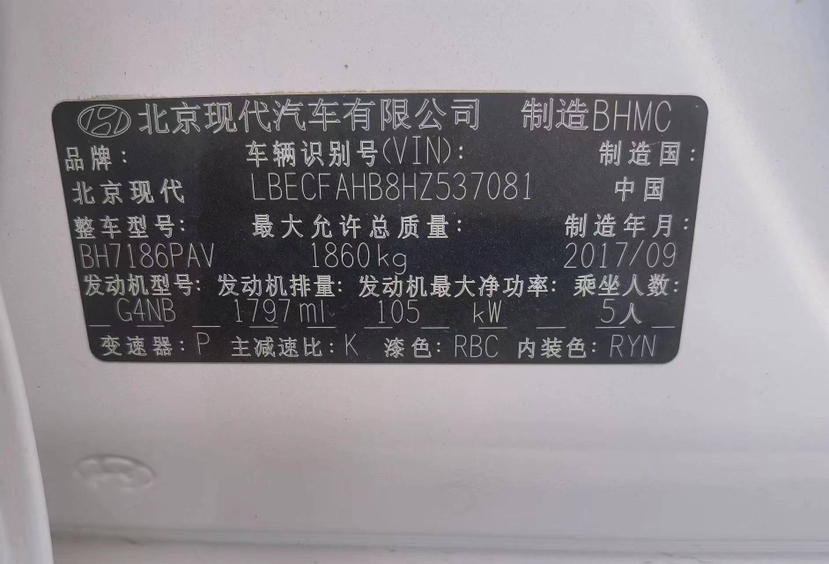 北京现代汽车有限公司 制造BHMC
品牌: 车辆识别号(VIN): 制造国:
北京现代 LBECFAHB8HZ537081 中国
整车型号: 最大允许总质量: 制造年月:
BH7186PAV 1860kg 2017/09
发动机型号: 发动机排量: 发动机最大净功率: 乘坐人数:
G4NB 1797ml 105 kW 5人
变速器: P 主减速比: K 漆色: RBC 内装色: RYN